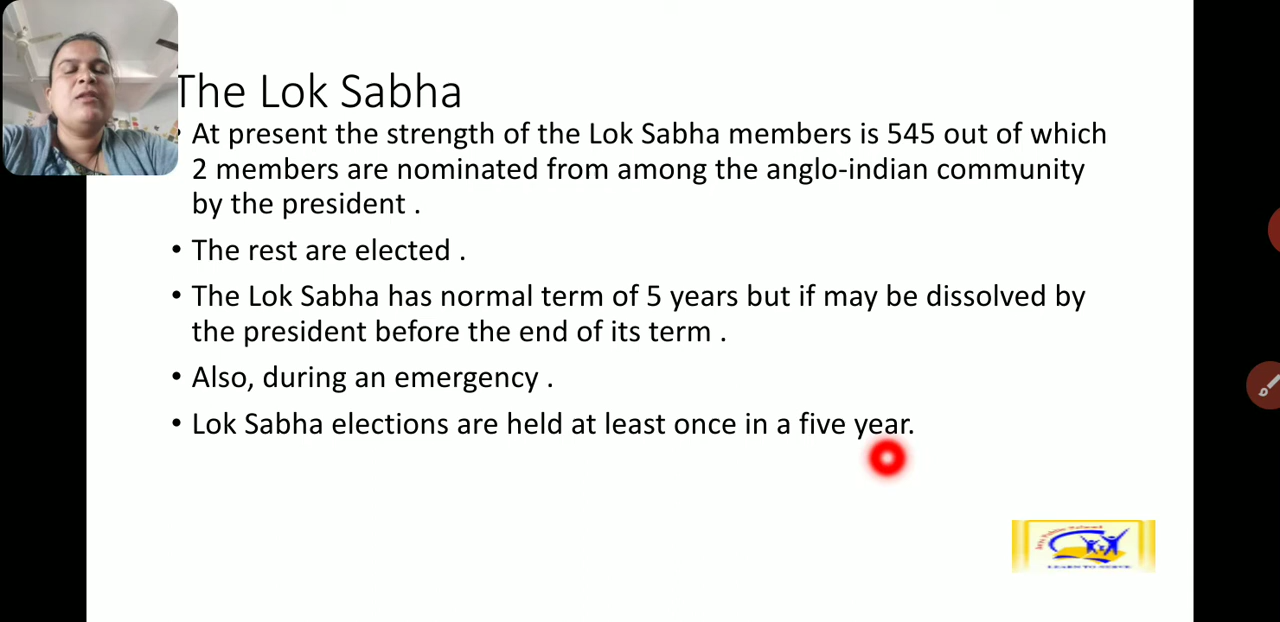 The Lok Sabha
• At present the strength of the Lok Sabha members is 545 out of which
2 members are nominated from among the anglo-indian community
by the president .
• The rest are elected .
• The Lok Sabha has normal term of 5 years but if may be dissolved by
the president before the end of its term .
• Also, during an emergency .
• Lok Sabha elections are held at least once in a five year.
LEARN TO SERVE